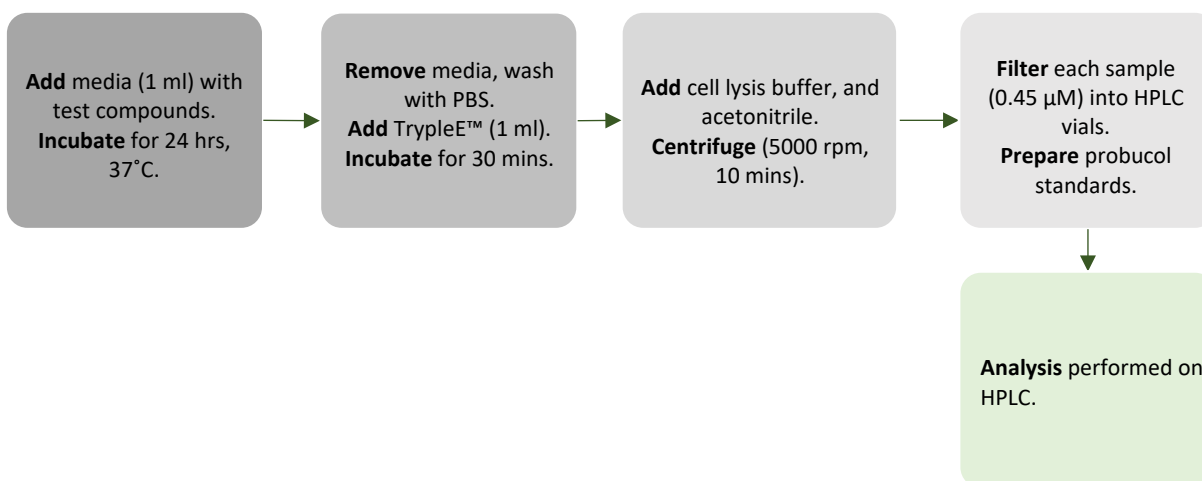 Add media (1 ml) with
test compounds.
Incubate for 24 hrs,
37˚C.
Remove media, wash
with PBS.
Add TrypleE™ (1 ml).
Incubate for 30 mins.
Add cell lysis buffer, and
acetonitrile.
Centrifuge (5000 rpm,
10 mins).
Filter each sample
(0.45 µM) into HPLC
vials.
Prepare probucol
standards.
Analysis performed on
HPLC.